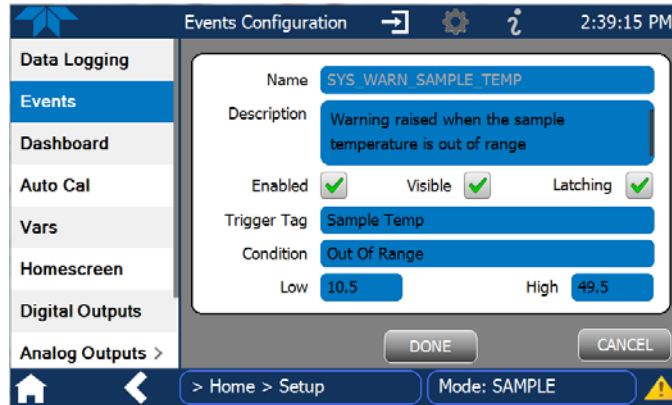 Events Configuration
2:39:15 PM
Data Logging
Events
Dashboard
Auto Cal
Vars
Homescreen
Digital Outputs
Analog Outputs >
Name SYS_WARN_SAMPLE_TEMP
Description Warning raised when the sample
temperature is out of range
Enabled Visible Latching
Trigger Tag Sample Temp
Condition Out Of Range
Low 10.5 High 49.5
DONE CANCEL
> Home > Setup Mode: SAMPLE